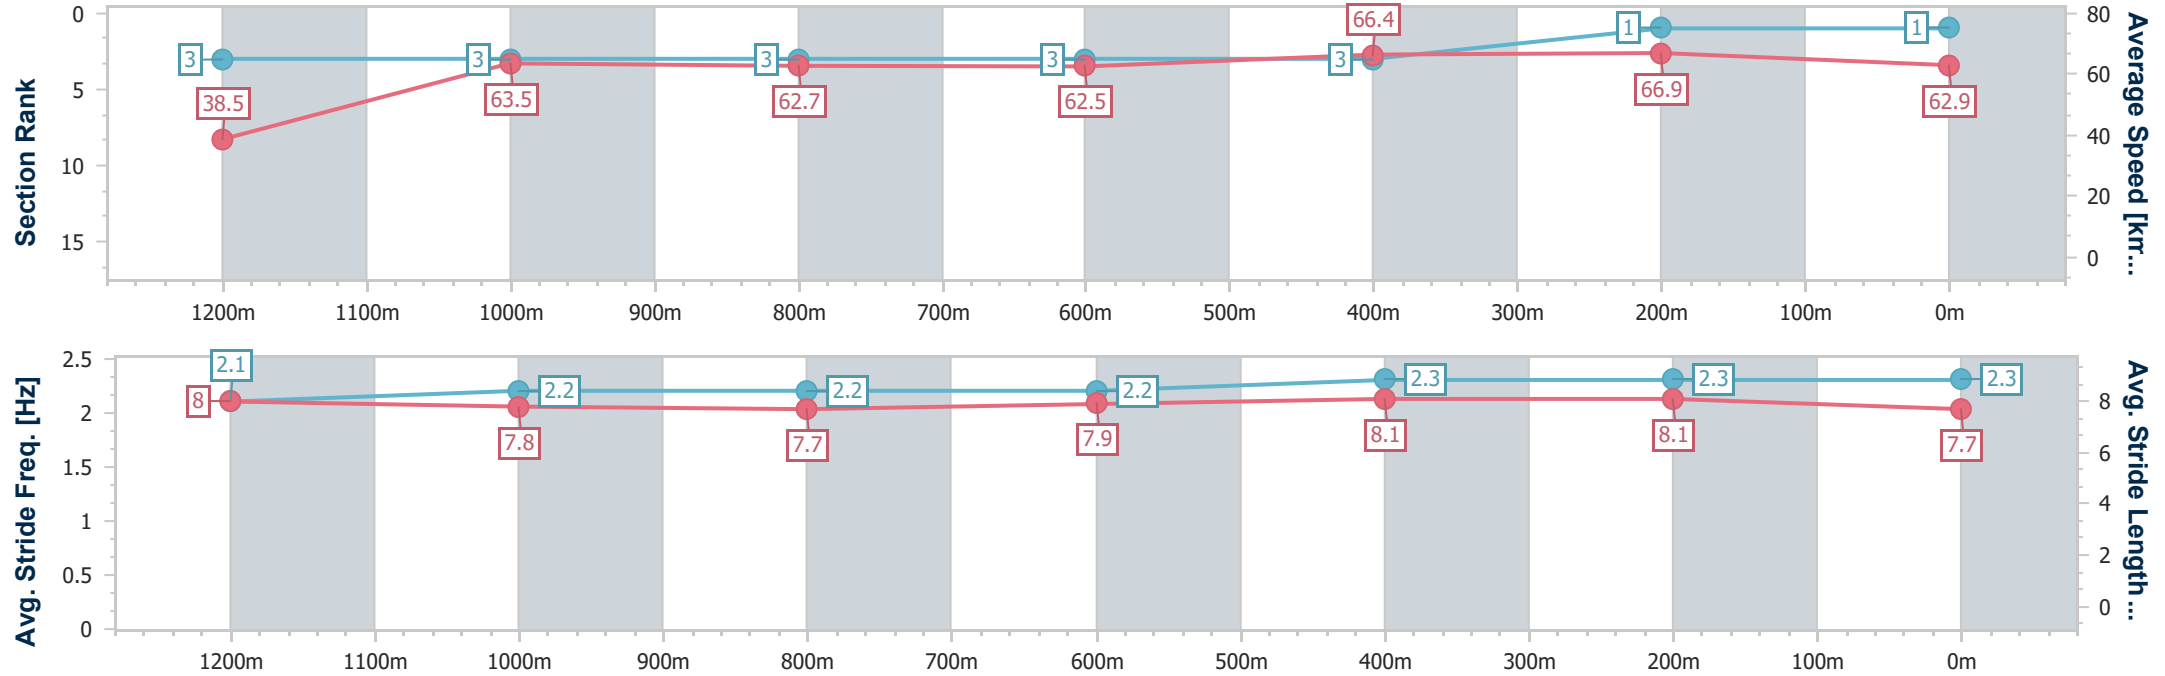 Section Rank
0
5
10
15
3
3
3
3
3
1
1
38.5
63.5
62.7
62.5
66.4
66.9
62.9
80
60
40
20
0
Average Speed [km...
1200m
1100m
1000m
900m
800m
700m
600m
500m
400m
300m
200m
100m
0m
Avg. Stride Freq. [Hz]
2.5
2
1.5
1
0.5
0
2.1
2.2
2.2
2.2
2.3
2.3
2.3
8
7.8
7.7
7.9
8.1
8.1
7.7
8
6
4
2
0
Avg. Stride Length...
1200m
1100m
1000m
900m
800m
700m
600m
500m
400m
300m
200m
100m
0m